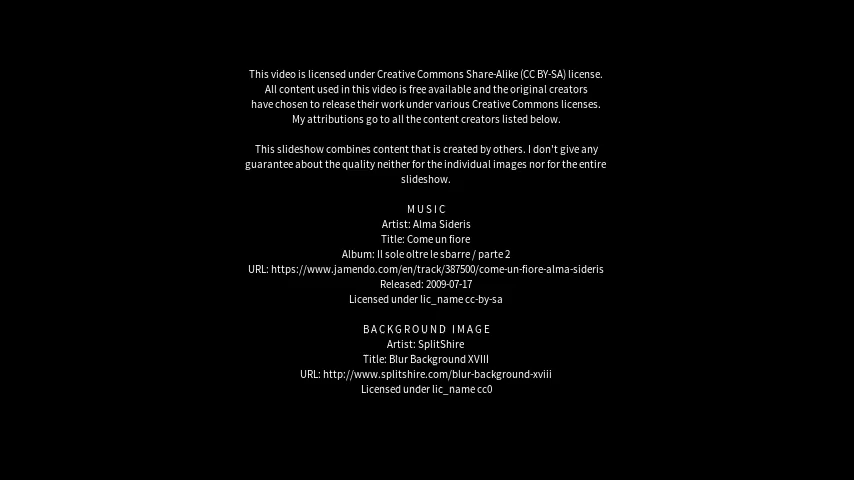 This video is licensed under Creative Commons Share-Alike (CC BY-SA) license.
All content used in this video is free available and the original creators
have chosen to release their work under various Creative Commons licenses.
My attributions go to all the content creators listed below.
This slideshow combines content that is created by others. I don't give any
guarantee about the quality neither for the individual images nor for the entire
slideshow.
MUSIC
Artist: Alma Sideris
Title: Come un fiore
Album: Il sole oltre le sbarre / parte 2
URL: https://www.jamendo.com/en/track/387500/come-un-fiore-alma-sideris
Released: 2009-07-17
Licensed under lic_name cc-by-sa
BACKGROUND IMAGE
Artist: SplitShire
Title: Blur Background XVIII
URL: http://www.splitshire.com/blur-background-xviii
Licensed under lic_name cc0